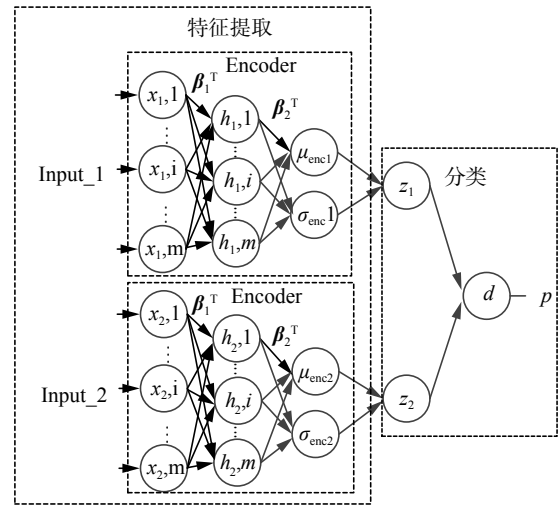 特征提取
Encoder
β₁ᵀ
β₂ᵀ
x₁,1
h₁,1
μenc1
Input_1
x₁,i
h₁,i
σenc1
x₁,m
h₁,m
z₁
分类
d
p
Encoder
β₁ᵀ
β₂ᵀ
x₂,1
h₂,1
μenc2
Input_2
x₂,i
h₂,i
σenc2
x₂,m
h₂,m
z₂